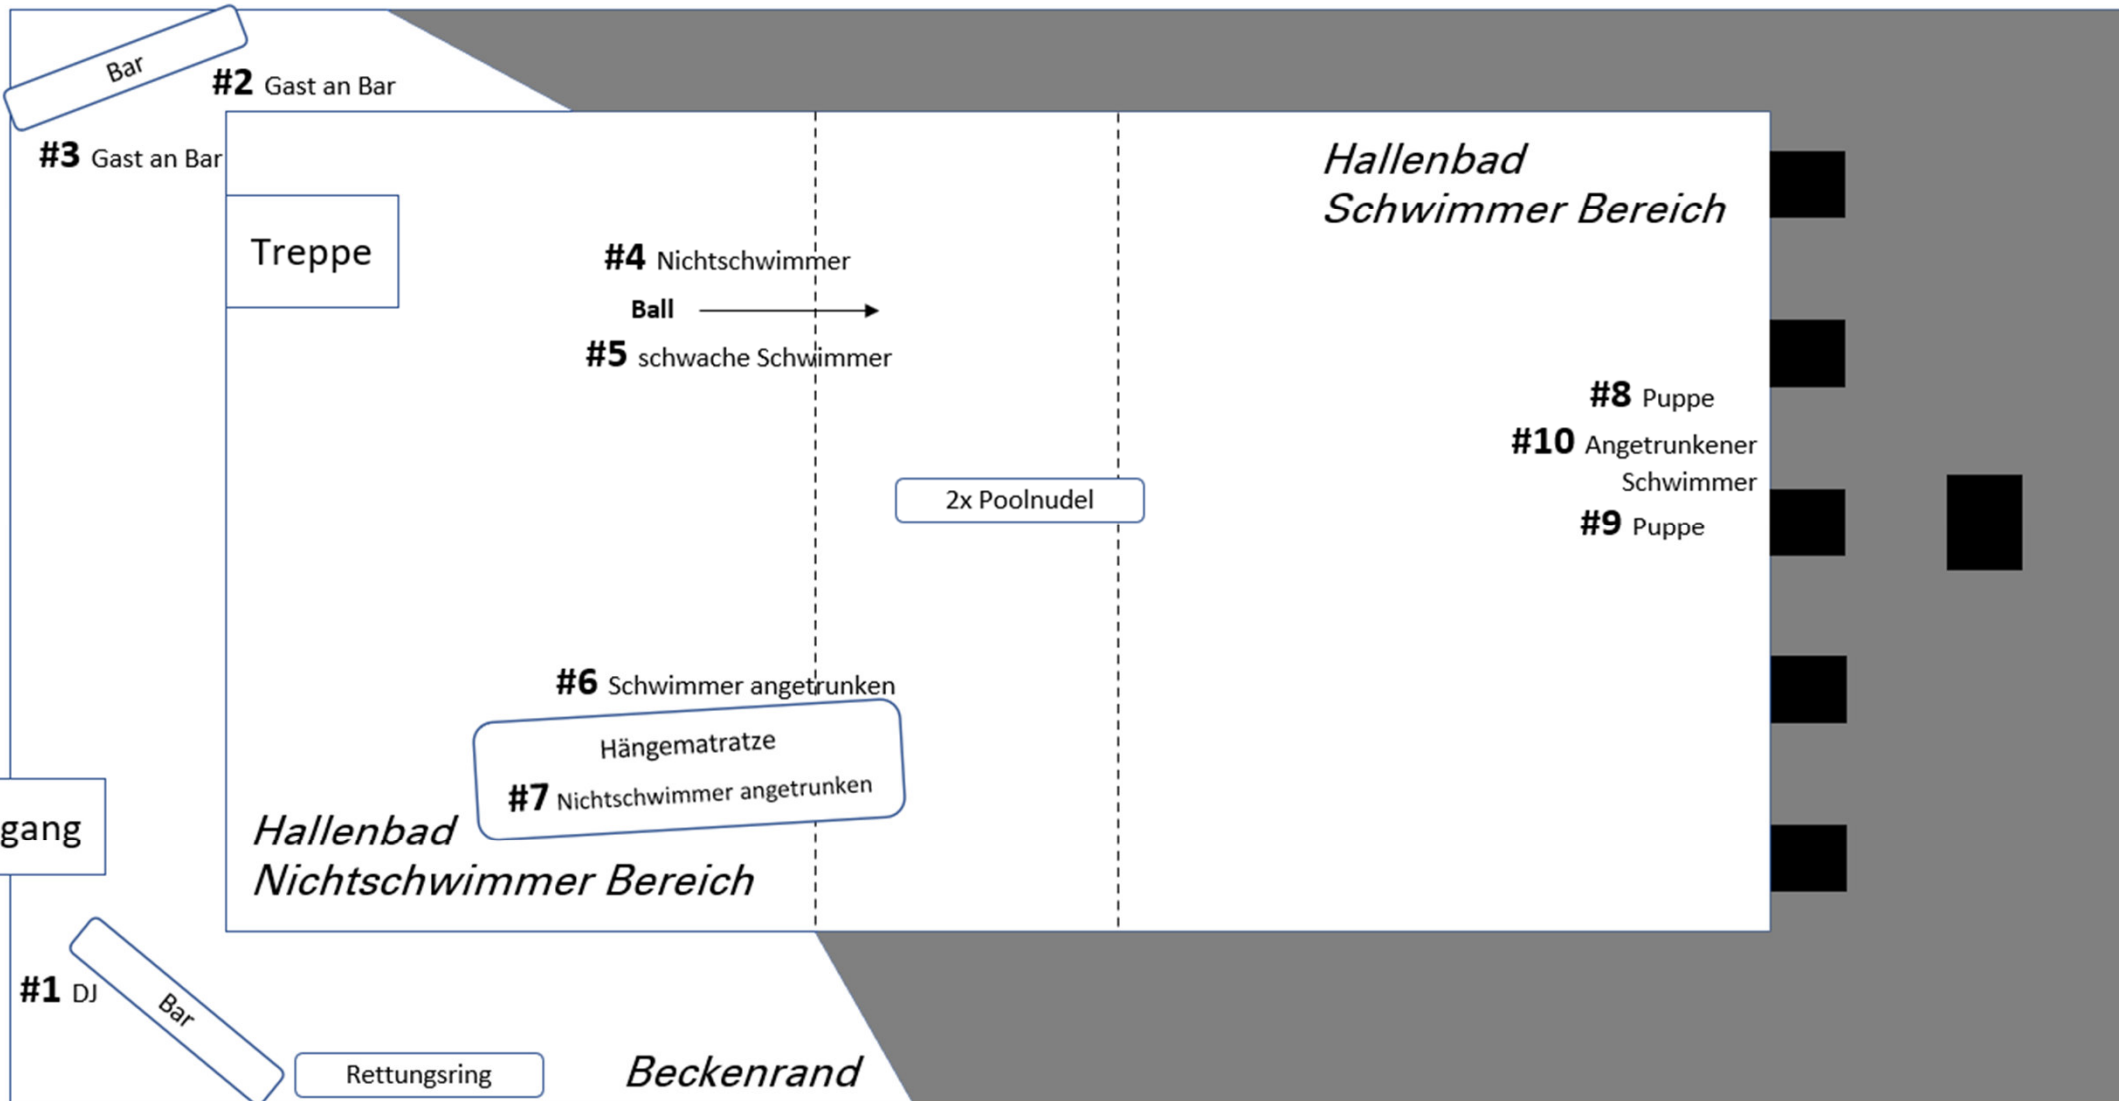 Bar
#2 Gast an Bar
#3 Gast an Bar
Hallenbad
Schwimmer Bereich
Treppe
#4 Nichtschwimmer
Ball
#5 schwache Schwimmer
#8 Puppe
#10 Angetrunkener
Schwimmer
#9 Puppe
2x Poolnudel
#6 Schwimmer angetrunken
Hängematratze
#7 Nichtschwimmer angetrunken
gang
Hallenbad
Nichtschwimmer Bereich
#1 DJ
Bar
Rettungsring
Beckenrand